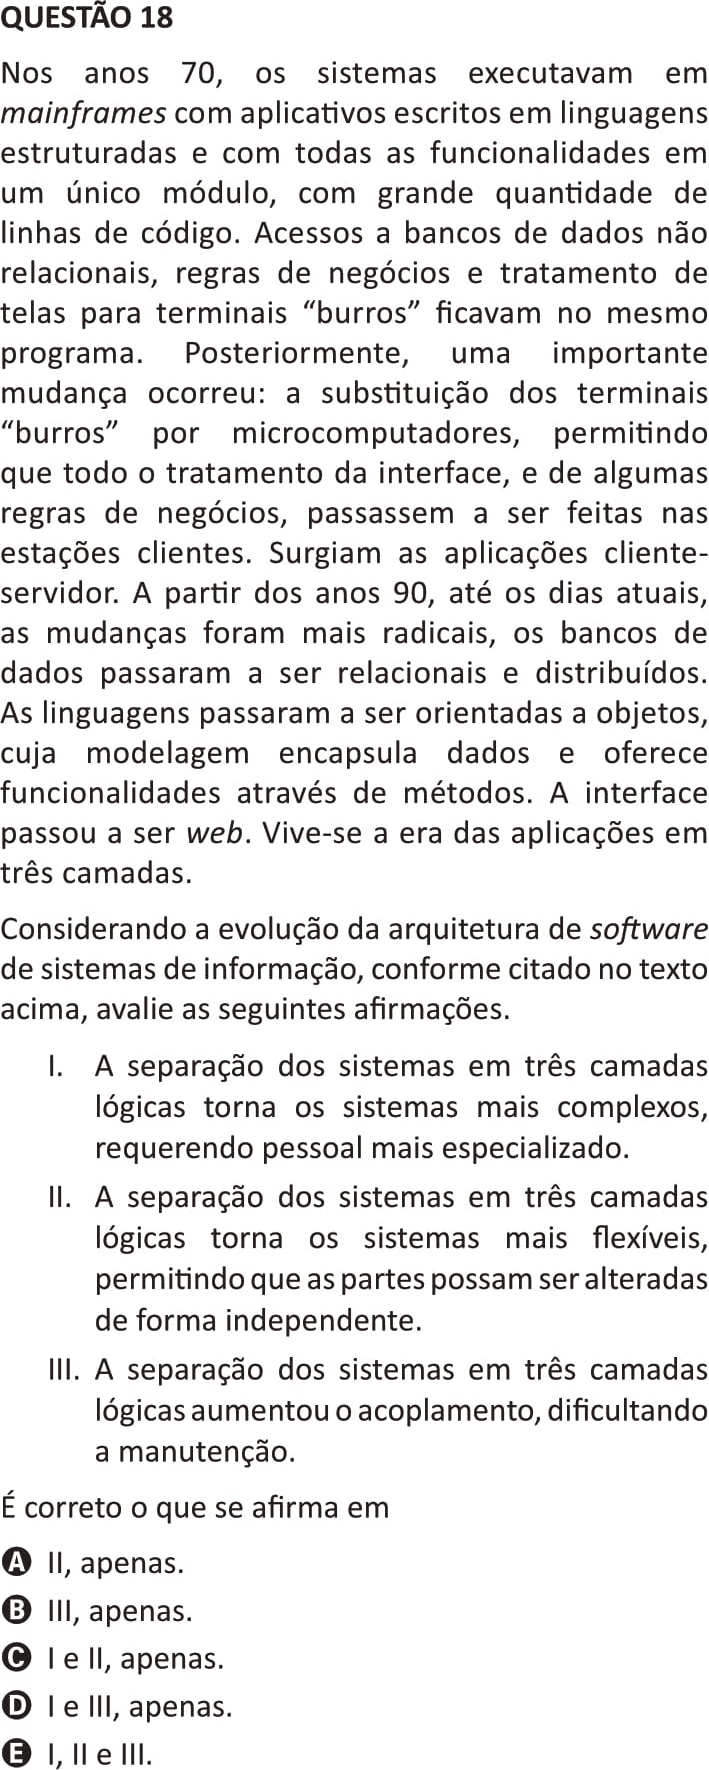 QUESTÃO 18
Nos anos 70, os sistemas executavam em
mainframes com aplicativos escritos em linguagens
estruturadas e com todas as funcionalidades em
um único módulo, com grande quantidade de
linhas de código. Acessos a bancos de dados não
relacionais, regras de negócios e tratamento de
telas para terminais “burros” ficavam no mesmo
programa. Posteriormente, uma importante
mudança ocorreu: a substituição dos terminais
“burros” por microcomputadores, permitindo
que todo o tratamento da interface, e de algumas
regras de negócios, passassem a ser feitas nas
estações clientes. Surgiam as aplicações cliente-
servidor. A partir dos anos 90, até os dias atuais,
as mudanças foram mais radicais, os bancos de
dados passaram a ser relacionais e distribuídos.
As linguagens passaram a ser orientadas a objetos,
cuja modelagem encapsula dados e oferece
funcionalidades através de métodos. A interface
passou a ser web. Vive-se a era das aplicações em
três camadas.
Considerando a evolução da arquitetura de software
de sistemas de informação, conforme citado no texto
acima, avalie as seguintes afirmações.
I. A separação dos sistemas em três camadas
lógicas torna os sistemas mais complexos,
requerendo pessoal mais especializado.
II. A separação dos sistemas em três camadas
lógicas torna os sistemas mais flexíveis,
permitindo que as partes possam ser alteradas
de forma independente.
III. A separação dos sistemas em três camadas
lógicas aumentou o acoplamento, dificultando
a manutenção.
É correto o que se afirma em
A II, apenas.
B III, apenas.
C I e II, apenas.
D I e III, apenas.
E I, II e III.